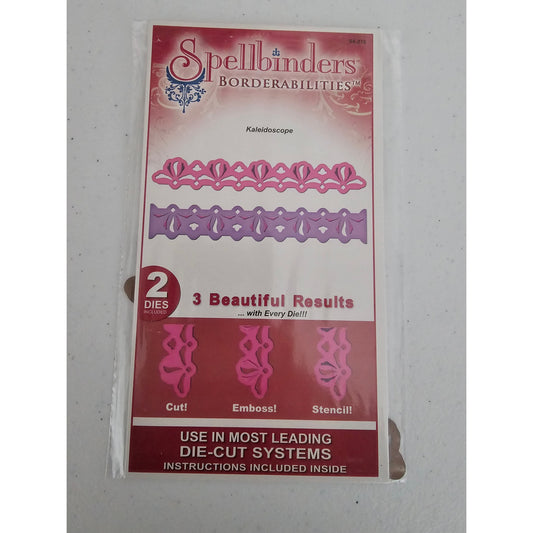 Spellbinders
BORDERABILITIES™
Kaleidoscope
2
DIES
INCLUDED
3 Beautiful Results
... with Every Die!!!
Cut!
Emboss!
Stencil!
USE IN MOST LEADING
DIE-CUT SYSTEMS
INSTRUCTIONS INCLUDED INSIDE